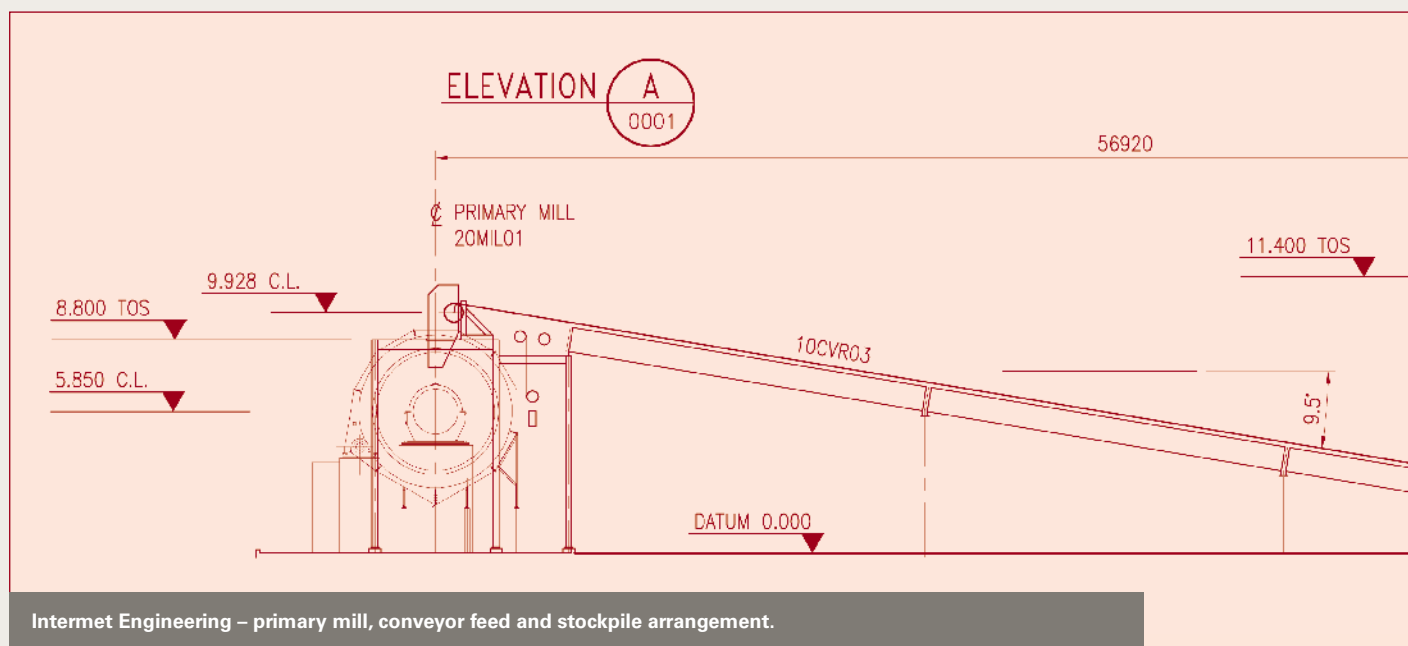 ELEVATION
A
0001
56920
℄ PRIMARY MILL
20MIL01
11.400 TOS
9.928 C.L.
8.800 TOS
10CVR03
5.850 C.L.
9.5°
DATUM 0.000
Internet Engineering – primary mill, conveyor feed and stockpile arrangement.